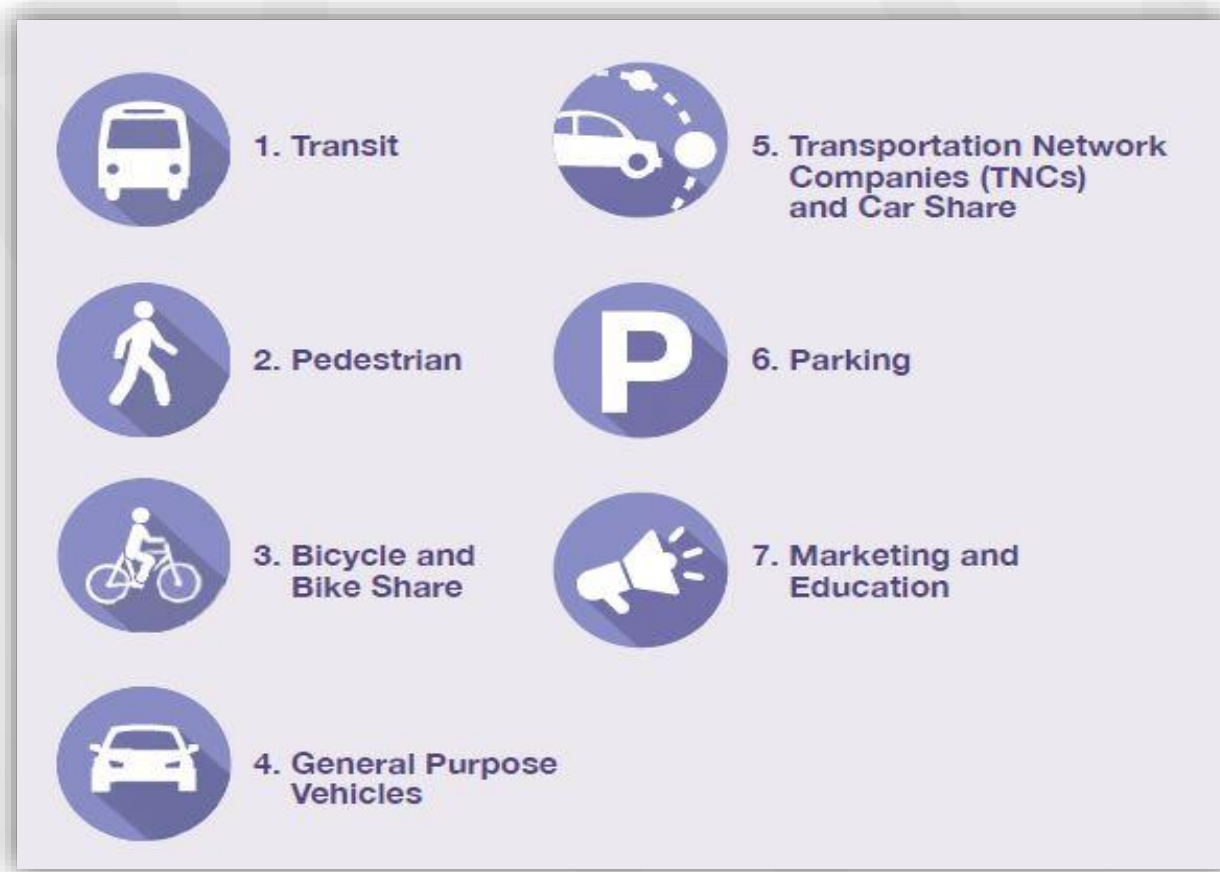 1. Transit
2. Pedestrian
3. Bicycle and
Bike Share
4. General Purpose
Vehicles
5. Transportation Network
Companies (TNCs)
and Car Share
P
6. Parking
7. Marketing and
Education